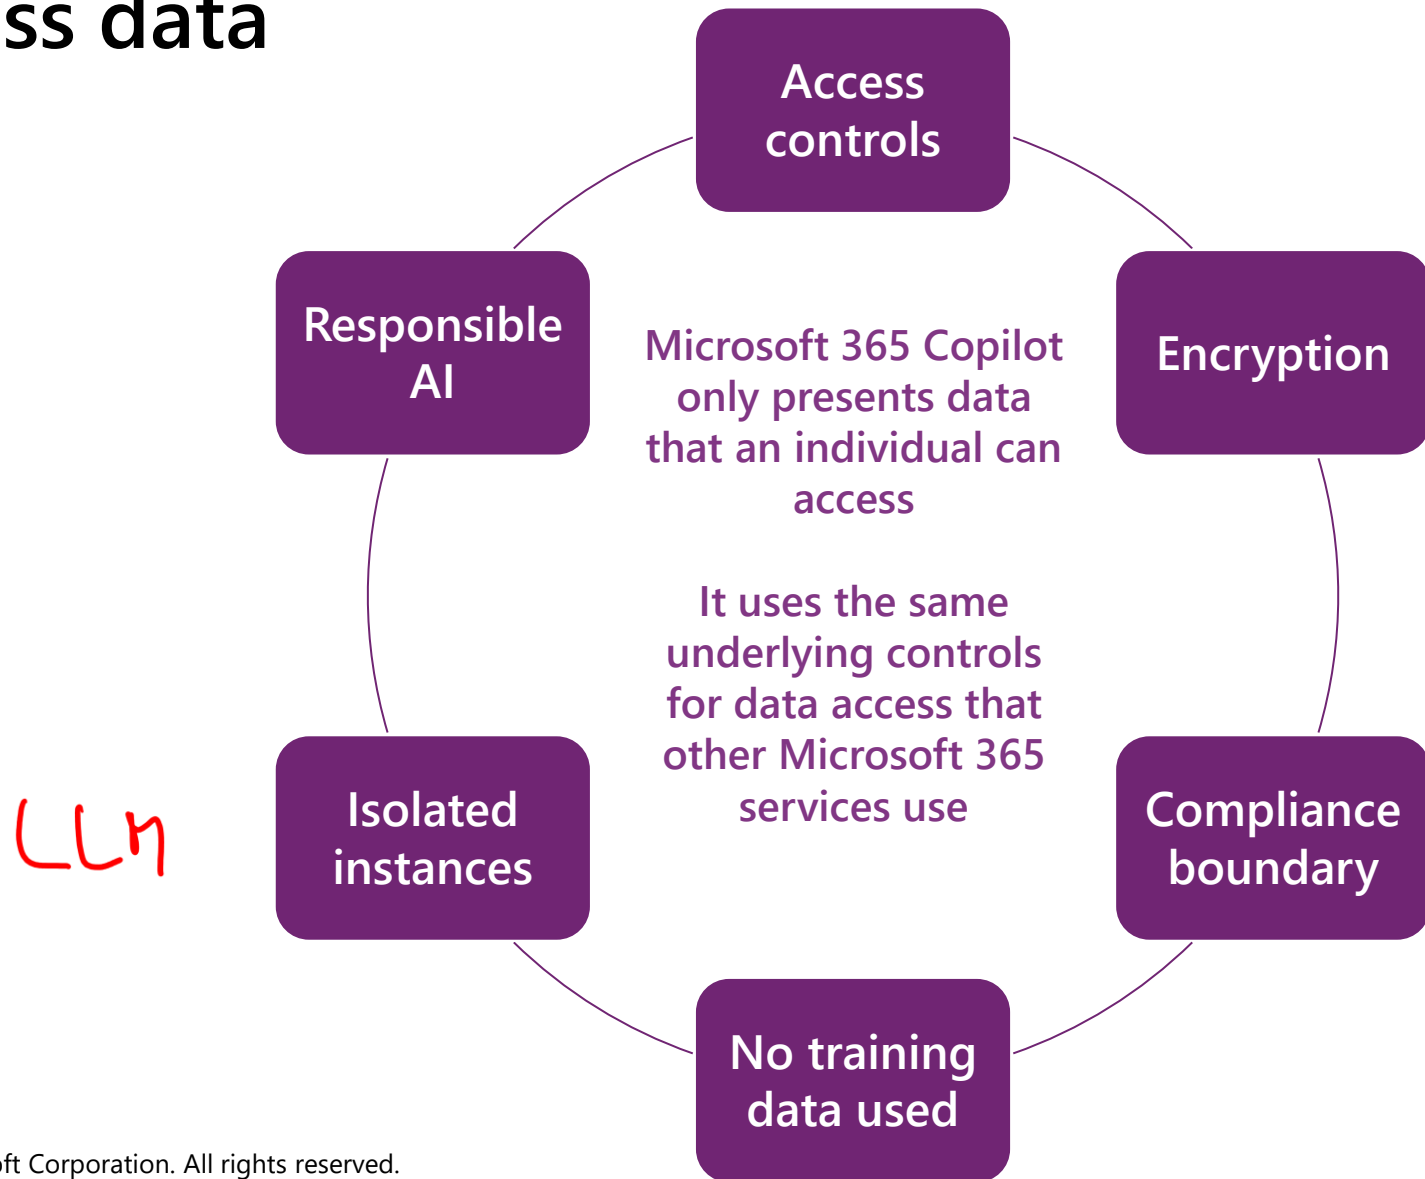 ss data
Access
controls
Responsible
AI
Microsoft 365 Copilot
only presents data
that an individual can
access
Encryption
It uses the same
underlying controls
for data access that
other Microsoft 365
services use
LLM
Isolated
instances
Compliance
boundary
No training
data used
oft Corporation. All rights reserved.